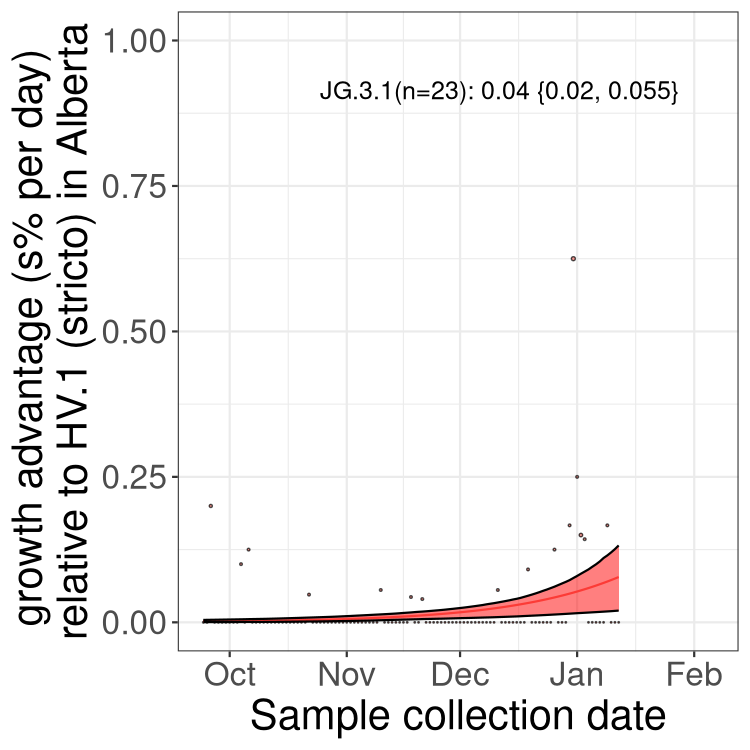 growth advantage (s% per day)
relative to HV.1 (stricto) in Alberta
1.00
0.75
0.50
0.25
0.00
JG.3.1(n=23): 0.04 {0.02, 0.055}
Oct Nov Dec Jan Feb
Sample collection date